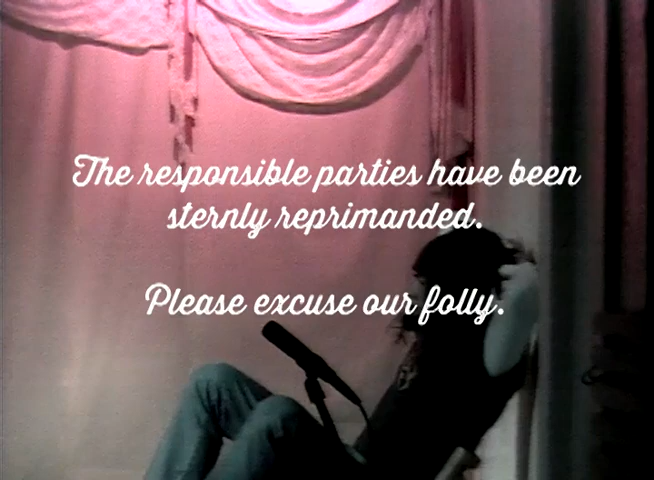 The responsible parties have been
sternly reprimanded.
Please excuse our folly.